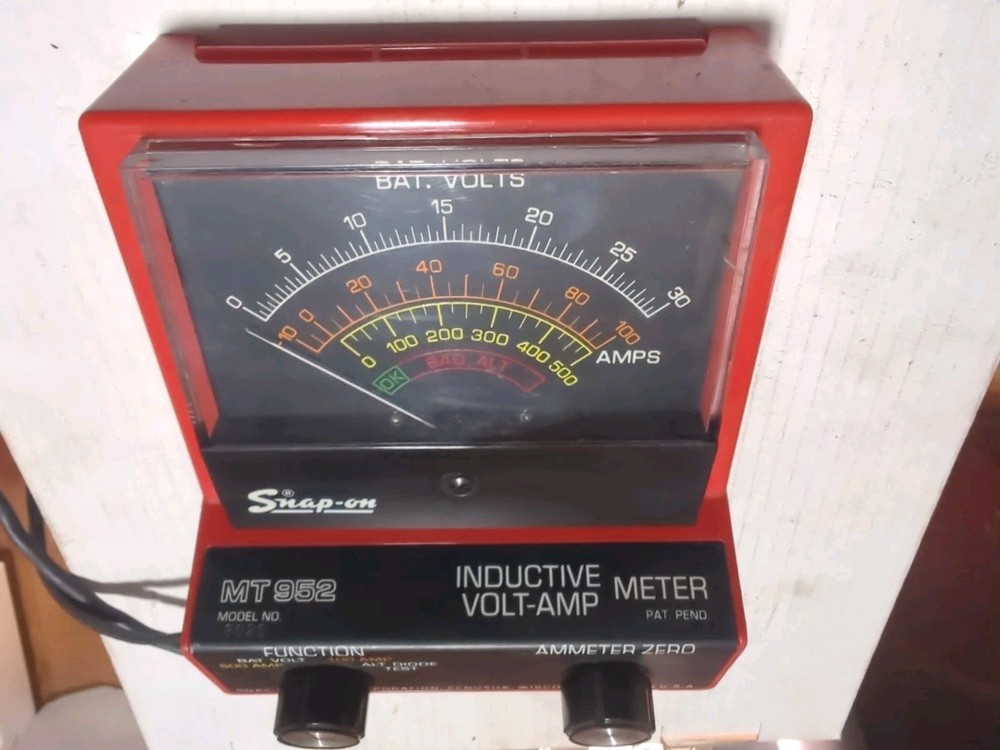 BAT. VOLTS
0 5 10 15 20 25 30
-10 0 20 40 60 80 100
AMPS
0 100 200 300 400 500
OK BAD ALT
Snap-on®
MT 952
INDUCTIVE
VOLT-AMP
METER
MODEL NO.
PAT. PEND.
FUNCTION
AMMETER ZERO
BAT. VOLT 100 AMP
500 AMP ALT. DIODE
TEST